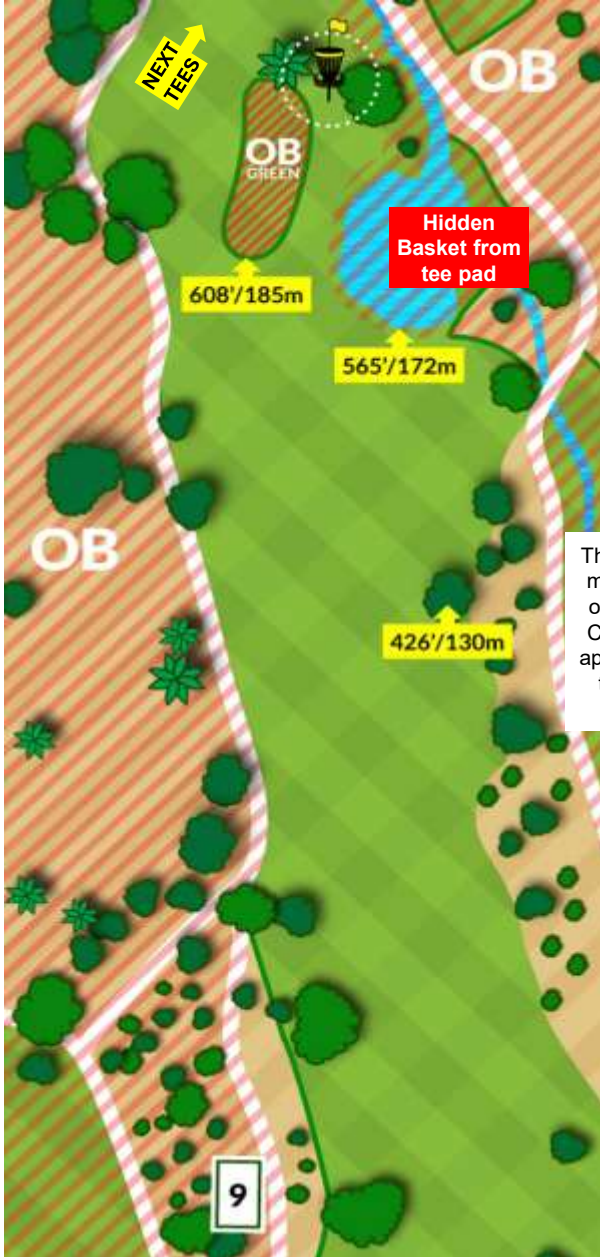 NEXT
TEES
OB
OB
GREEN
Hidden
Basket from
tee pad
608'/185m
565'/172m
OB
426'/130m
9